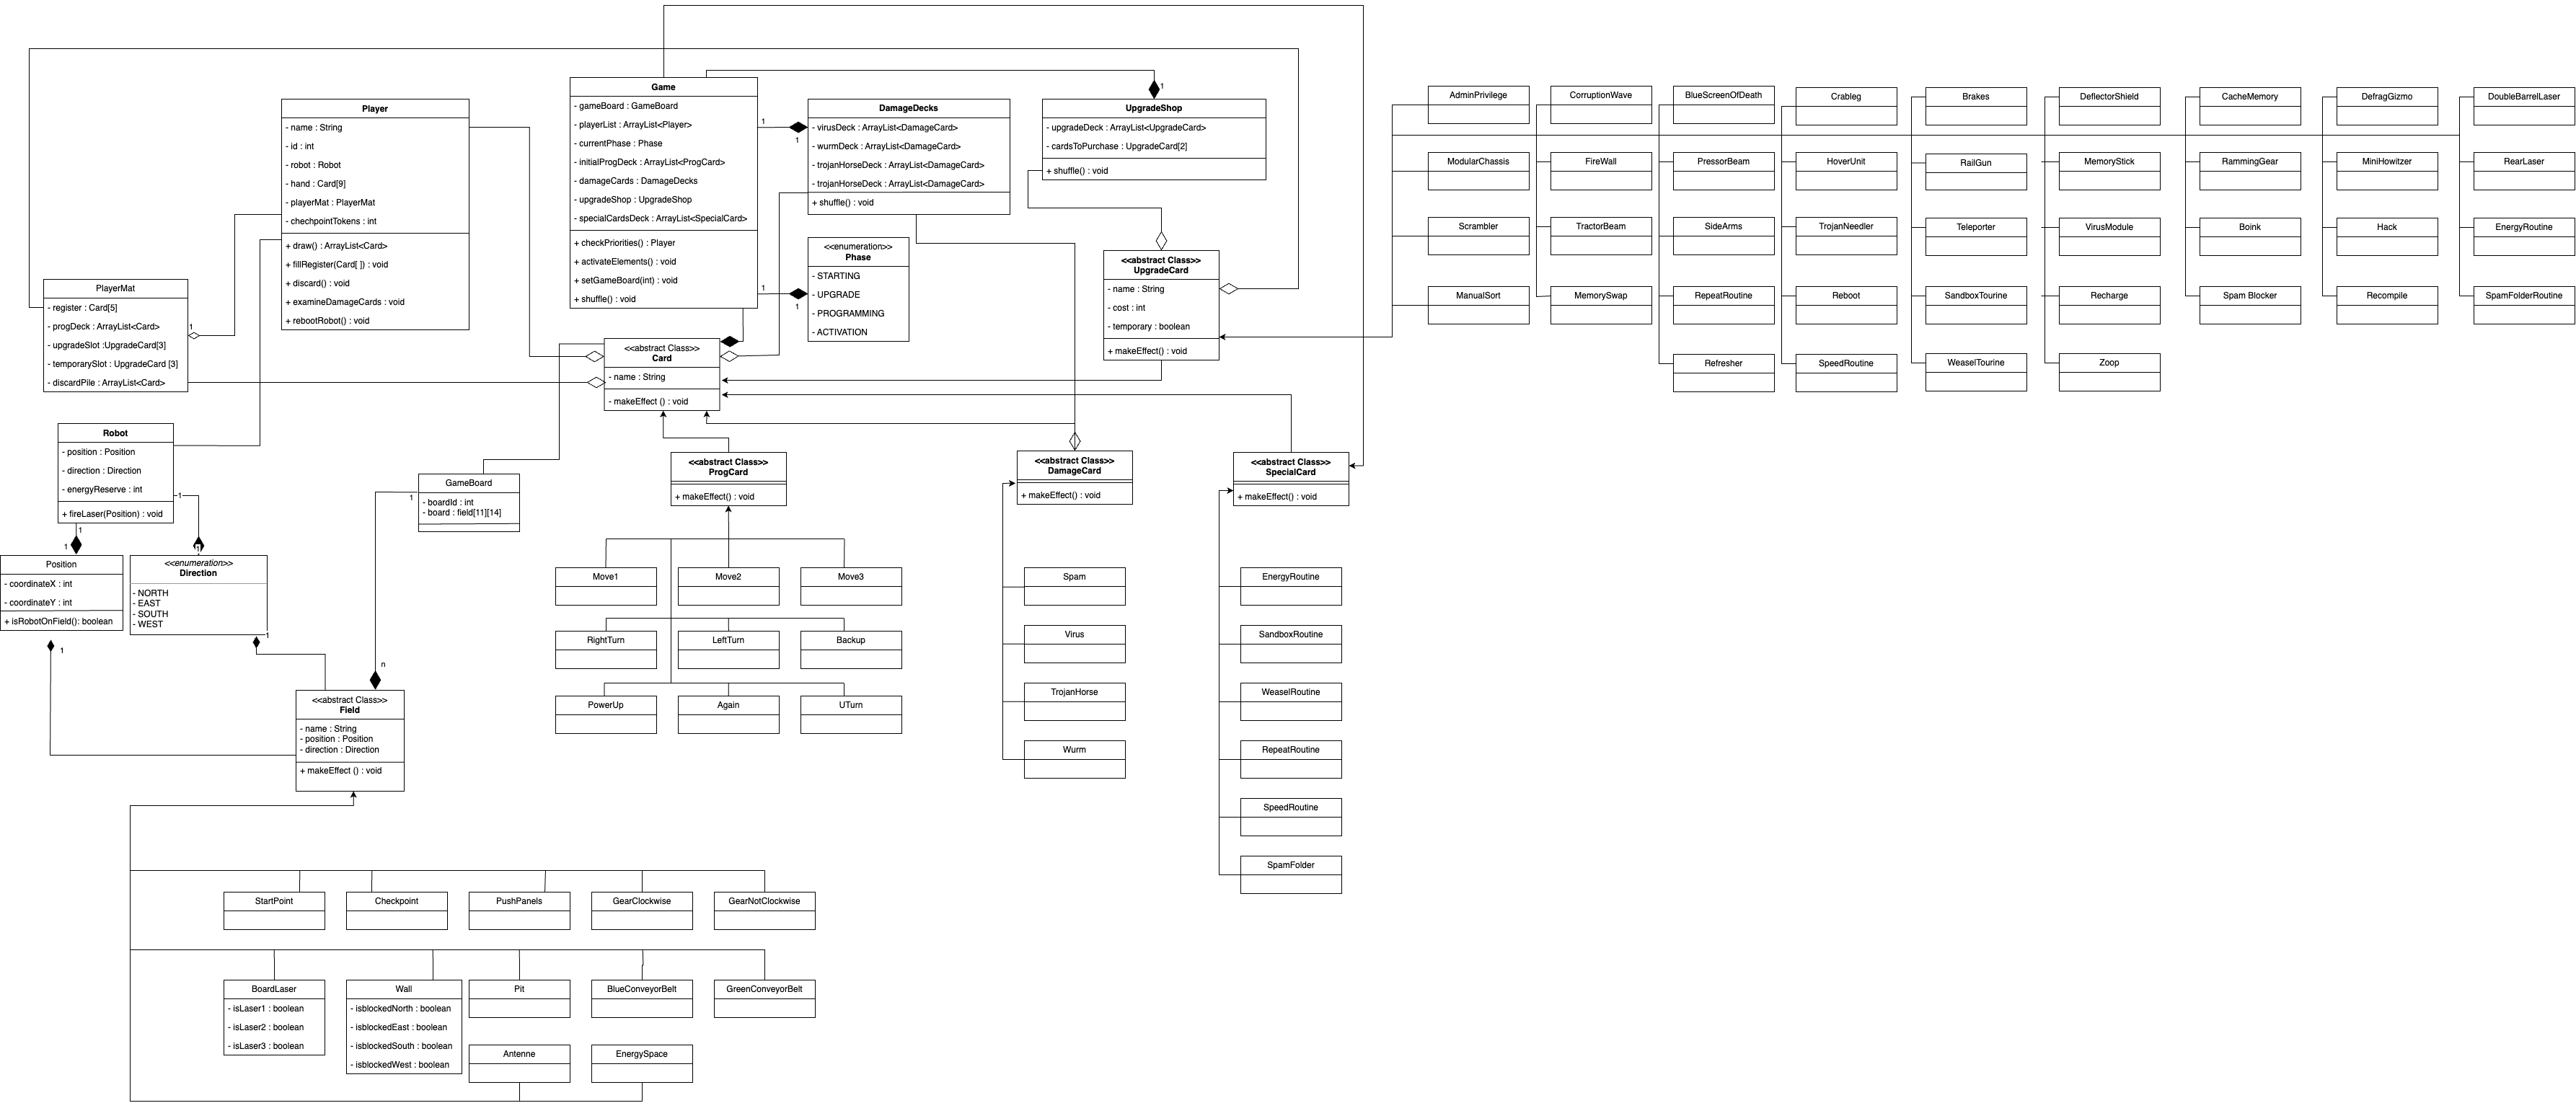 Player
- name : String
- id : int
- robot : Robot
- hand : Card[9]
- playerMat : PlayerMat
- chechpointTokens : int
+ draw() : ArrayList<Card>
+ fillRegister(Card[ ]) : void
+ discard() : void
+ examineDamageCards : void
+ rebootRobot() : void
Game
- gameBoard : GameBoard
- playerList : ArrayList<Player>
- currentPhase : Phase
- initialProgDeck : ArrayList<ProgCard>
- damageCards : DamageDecks
- upgradeShop : UpgradeShop
- specialCardsDeck : ArrayList<SpecialCard>
+ checkPriorities() : Player
+ activateElements() : void
+ setGameBoard(int) : void
+ shuffle() : void
1
1
1
1
DamageDecks
- virusDeck : ArrayList<DamageCard>
- wurmDeck : ArrayList<DamageCard>
- trojanHorseDeck : ArrayList<DamageCard>
- trojanHorseDeck : ArrayList<DamageCard>
+ shuffle() : void
<<enumeration>>
Phase
- STARTING
- UPGRADE
- PROGRAMMING
- ACTIVATION
1
UpgradeShop
- upgradeDeck : ArrayList<UpgradeCard>
- cardsToPurchase : UpgradeCard[2]
+ shuffle() : void
<<abstract Class>>
UpgradeCard
- name : String
- cost : int
- temporary : boolean
+ makeEffect() : void
PlayerMat
- register : Card[5]
- progDeck : ArrayList<Card>
- upgradeSlot :UpgradeCard[3]
- temporarySlot : UpgradeCard [3]
- discardPile : ArrayList<Card>
1
<<abstract Class>>
Card
- name : String
- makeEffect () : void
Robot
- position : Position
- direction : Direction
- energyReserve : int
+ fireLaser(Position) : void
1
1
1
1
Position
- coordinateX : int
- coordinateY : int
+ isRobotOnField(): boolean
1
<<enumeration>>
Direction
- NORTH
- EAST
- SOUTH
- WEST
1
GameBoard
- boardId : int
- board : field[11][14]
1
n
<<abstract Class>>
Field
- name : String
- position : Position
- direction : Direction
+ makeEffect () : void
<<abstract Class>>
ProgCard
+ makeEffect() : void
<<abstract Class>>
DamageCard
+ makeEffect() : void
<<abstract Class>>
SpecialCard
+ makeEffect() : void
Move1
Move2
Move3
RightTurn
LeftTurn
Backup
PowerUp
Again
UTurn
Spam
Virus
TrojanHorse
Wurm
EnergyRoutine
SandboxRoutine
WeaselRoutine
RepeatRoutine
SpeedRoutine
SpamFolder
StartPoint
Checkpoint
PushPanels
GearClockwise
GearNotClockwise
BoardLaser
- isLaser1 : boolean
- isLaser2 : boolean
- isLaser3 : boolean
Wall
- isblockedNorth : boolean
- isblockedEast : boolean
- isblockedSouth : boolean
- isblockedWest : boolean
Pit
BlueConveyorBelt
GreenConveyorBelt
Antenne
EnergySpace
AdminPrivilege
CorruptionWave
BlueScreenOfDeath
Crableg
Brakes
DeflectorShield
CacheMemory
DefragGizmo
DoubleBarrelLaser
ModularChassis
FireWall
PressorBeam
HoverUnit
RailGun
MemoryStick
RammingGear
MiniHowitzer
RearLaser
Scrambler
TractorBeam
SideArms
TrojanNeedler
Teleporter
VirusModule
Boink
Hack
EnergyRoutine
ManualSort
MemorySwap
RepeatRoutine
Reboot
SandboxTourine
Recharge
Spam Blocker
Recompile
SpamFolderRoutine
Refresher
SpeedRoutine
WeaselTourine
Zoop